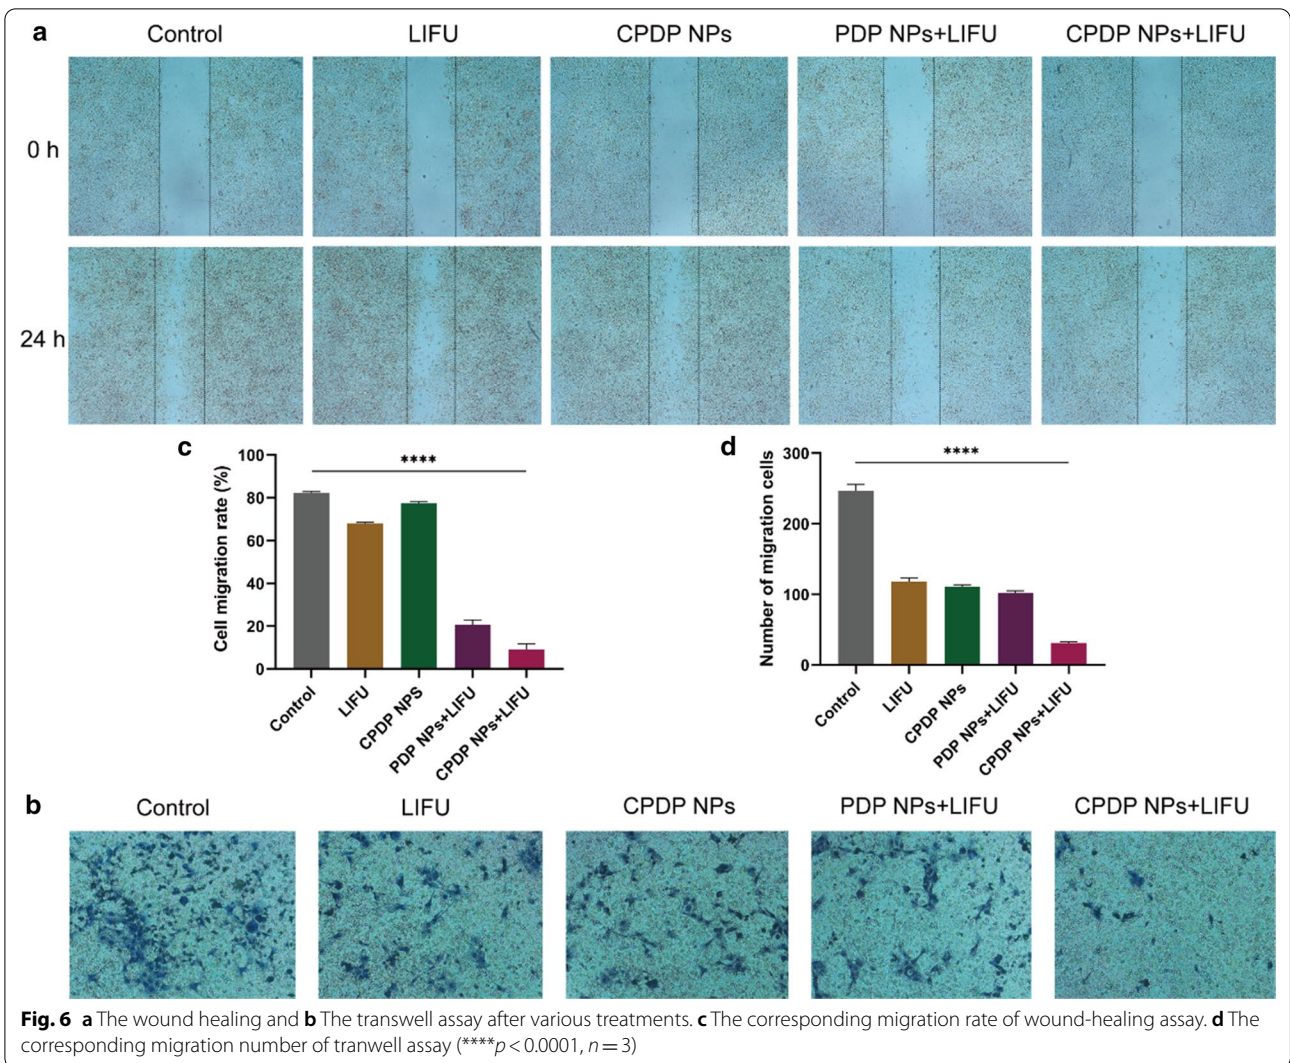 a
Control LIFU CPDP NPs PDP NPs+LIFU CPDP NPs+LIFU
0 h
24 h
c
Cell migration rate (%)
100
80
60
40
20
0
****
Control
LIFU
CPDP NPS
PDP NPs+LIFU
CPDP NPs+LIFU
d
Number of migration cells
300
200
100
0
****
Control
LIFU
CPDP NPs
PDP NPs+LIFU
CPDP NPs+LIFU
b
Control LIFU CPDP NPs PDP NPs+LIFU CPDP NPs+LIFU
Fig. 6 a The wound healing and b The transwell assay after various treatments. c The corresponding migration rate of wound-healing assay. d The
corresponding migration number of tranwell assay (****p < 0.0001, n = 3)